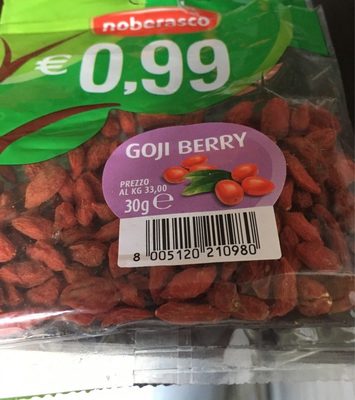 noberasco
€ 0,99
GOJI BERRY
PREZZO
AL KG 33,00
30g e
8 005120 210980